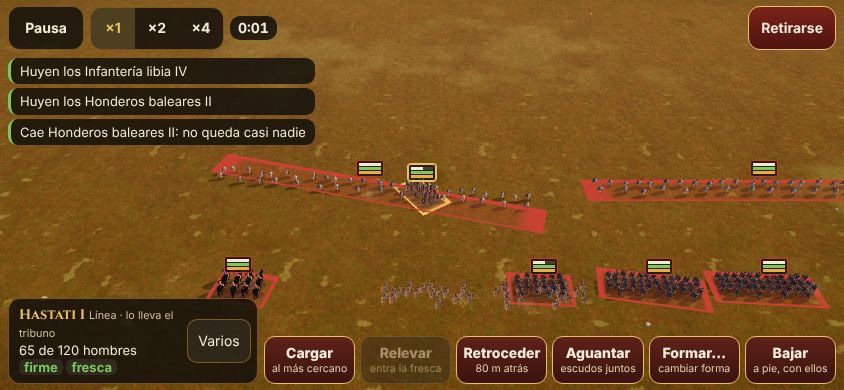 Pausa
×1 ×2 ×4
0:01
Retirarse
Huyen los Infantería libia IV
Huyen los Honderos baleares II
Cae Honderos baleares II: no queda casi nadie
Hastati I Línea · lo lleva el
tribuno
65 de 120 hombres
firme fresca
Varios
Cargar
al más cercano
Relevar
entra la fresca
Retroceder
80 m atrás
Aguantar
escudos juntos
Formar...
cambiar forma
Bajar
a pie, con ellos